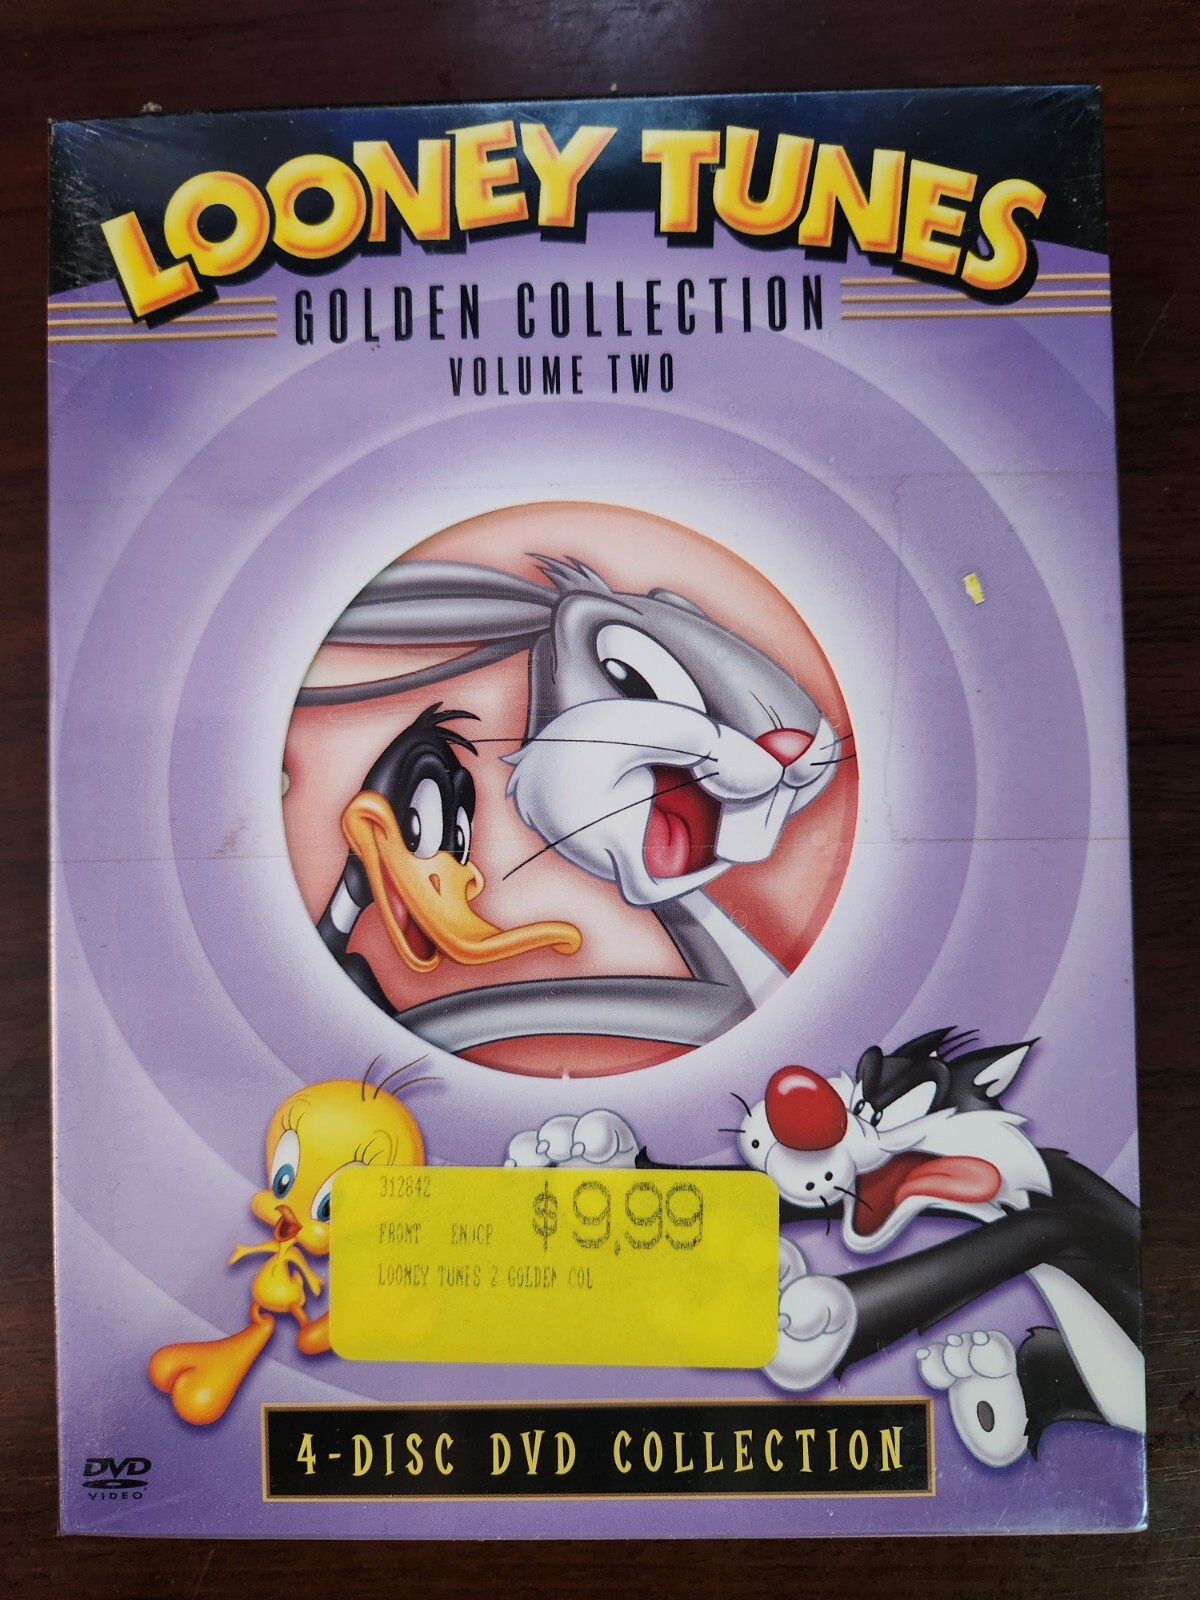 LOONEY TUNES
GOLDEN COLLECTION
VOLUME TWO
312842
$9.99
FRONT
LOONEY TUNES 2 GOLDEN COL
4-DISC DVD COLLECTION
DVD
VIDEO